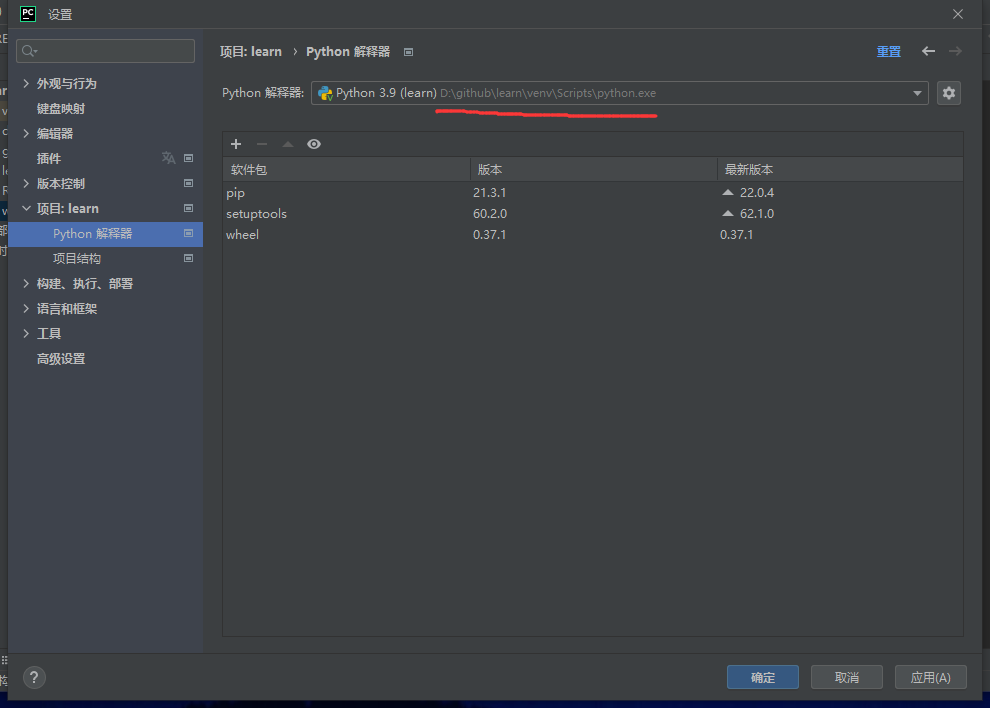 PC 设置
项目: learn › Python 解释器 重置
Python 解释器: Python 3.9 (learn) D:\github\learn\venv\Scripts\python.exe
外观与行为
键盘映射
编辑器
插件
版本控制
项目: learn
Python 解释器
项目结构
构建、执行、部署
语言和框架
工具
高级设置
软件包 版本 最新版本
pip 21.3.1 22.0.4
setuptools 60.2.0 62.1.0
wheel 0.37.1 0.37.1
? 确定 取消 应用(A)